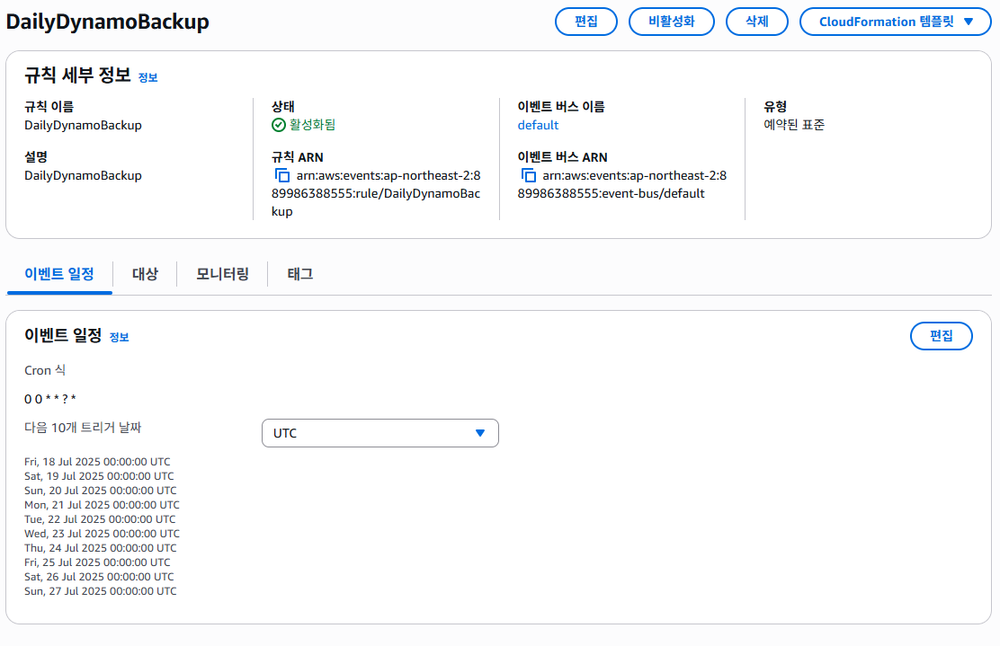 DailyDynamoBackup
편집
비활성화
삭제
CloudFormation 템플릿
규칙 세부 정보 정보
규칙 이름
DailyDynamoBackup
설명
DailyDynamoBackup
상태
활성화됨
규칙 ARN
arn:aws:events:ap-northeast-2:8
89986388555:rule/DailyDynamoBac
kup
이벤트 버스 이름
default
이벤트 버스 ARN
arn:aws:events:ap-northeast-2:8
89986388555:event-bus/default
유형
예약된 표준
이벤트 일정
대상
모니터링
태그
이벤트 일정 정보
편집
Cron 식
0 0 * * ? *
다음 10개 트리거 날짜
UTC
Fri, 18 Jul 2025 00:00:00 UTC
Sat, 19 Jul 2025 00:00:00 UTC
Sun, 20 Jul 2025 00:00:00 UTC
Mon, 21 Jul 2025 00:00:00 UTC
Tue, 22 Jul 2025 00:00:00 UTC
Wed, 23 Jul 2025 00:00:00 UTC
Thu, 24 Jul 2025 00:00:00 UTC
Fri, 25 Jul 2025 00:00:00 UTC
Sat, 26 Jul 2025 00:00:00 UTC
Sun, 27 Jul 2025 00:00:00 UTC